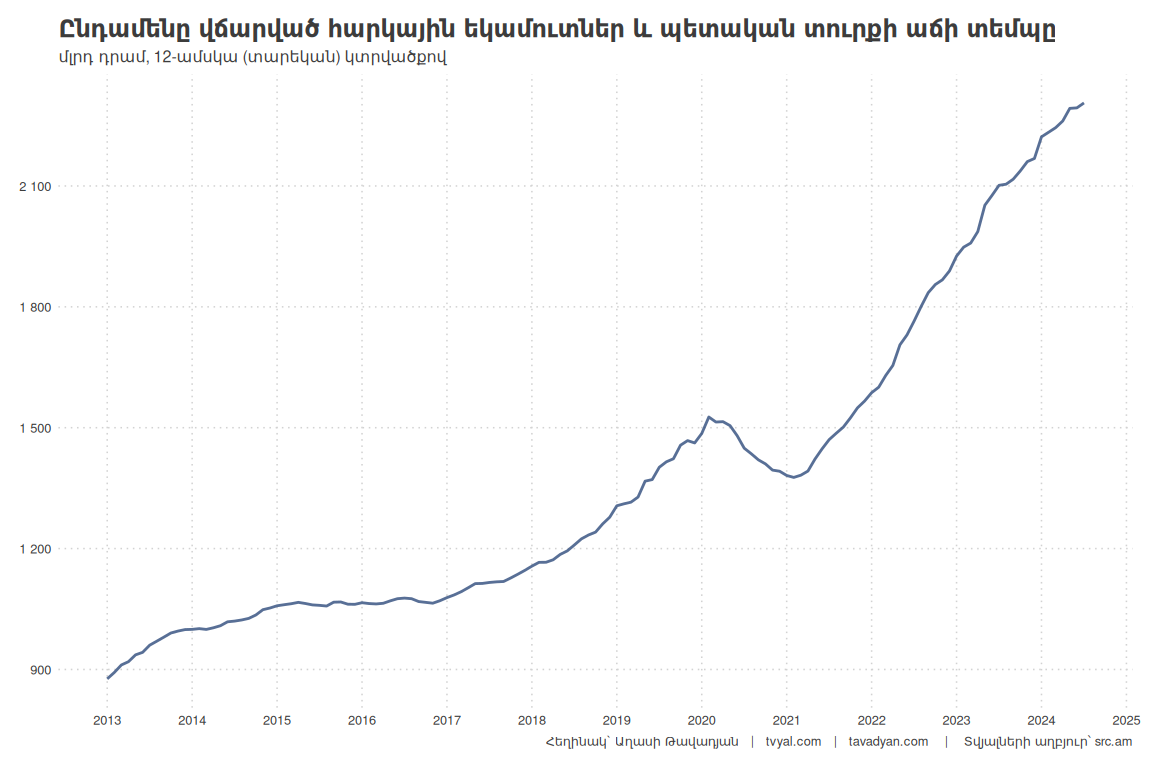 Ընդամենը վճարված հարկային եկամուտներ և պետական տուրքի աճի տեմպը
մլրդ դրամ, 12-ամսկա (տարեկան) կտրվածքով
2 100
1 800
1 500
1 200
900
2013 2014 2015 2016 2017 2018 2019 2020 2021 2022 2023 2024 2025
Հեղինակ՝ Աղասի Թավադյան | tvyal.com | tavadyan.com | Տվյալների աղբյուր՝ src.am